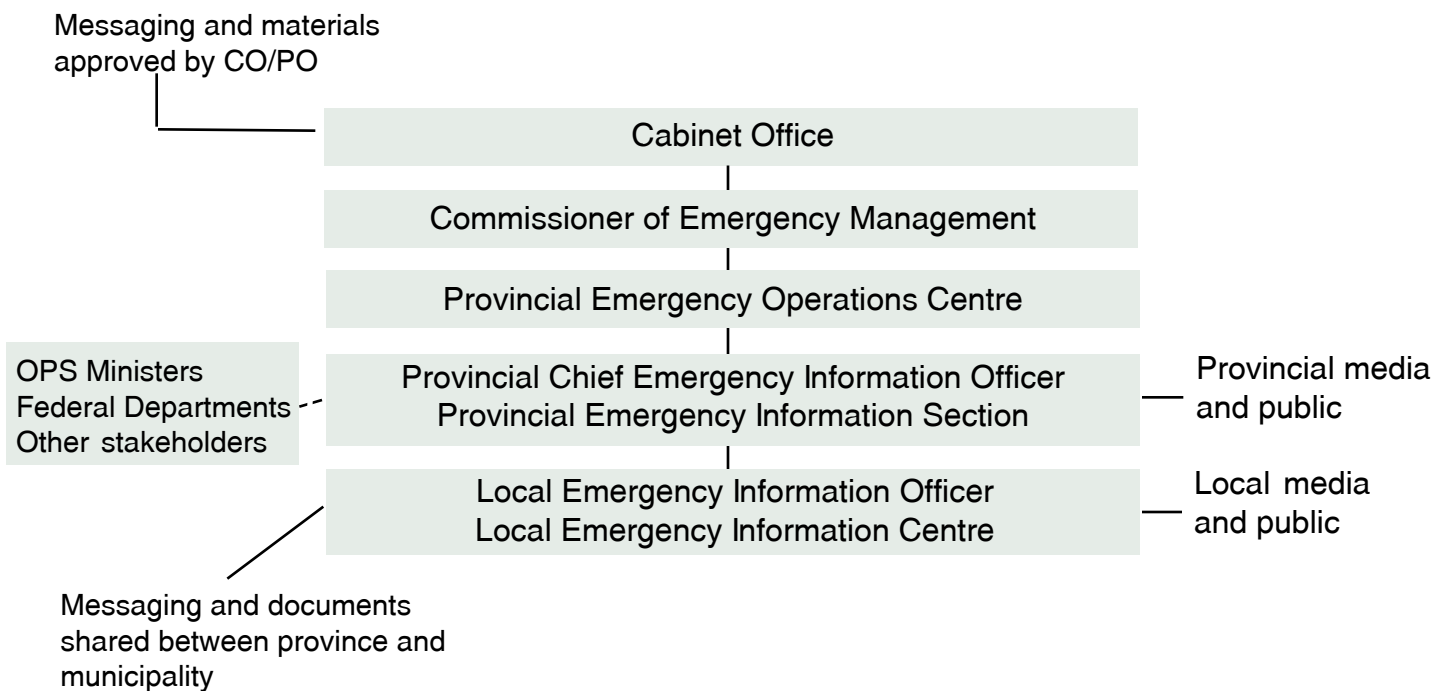 Messaging and materials
approved by CO/PO
Cabinet Office
Commissioner of Emergency Management
Provincial Emergency Operations Centre
OPS Ministers
Federal Departments
Other stakeholders
Provincial Chief Emergency Information Officer
Provincial Emergency Information Section
Provincial media
and public
Local Emergency Information Officer
Local Emergency Information Centre
Local media
and public
Messaging and documents
shared between province and
municipality